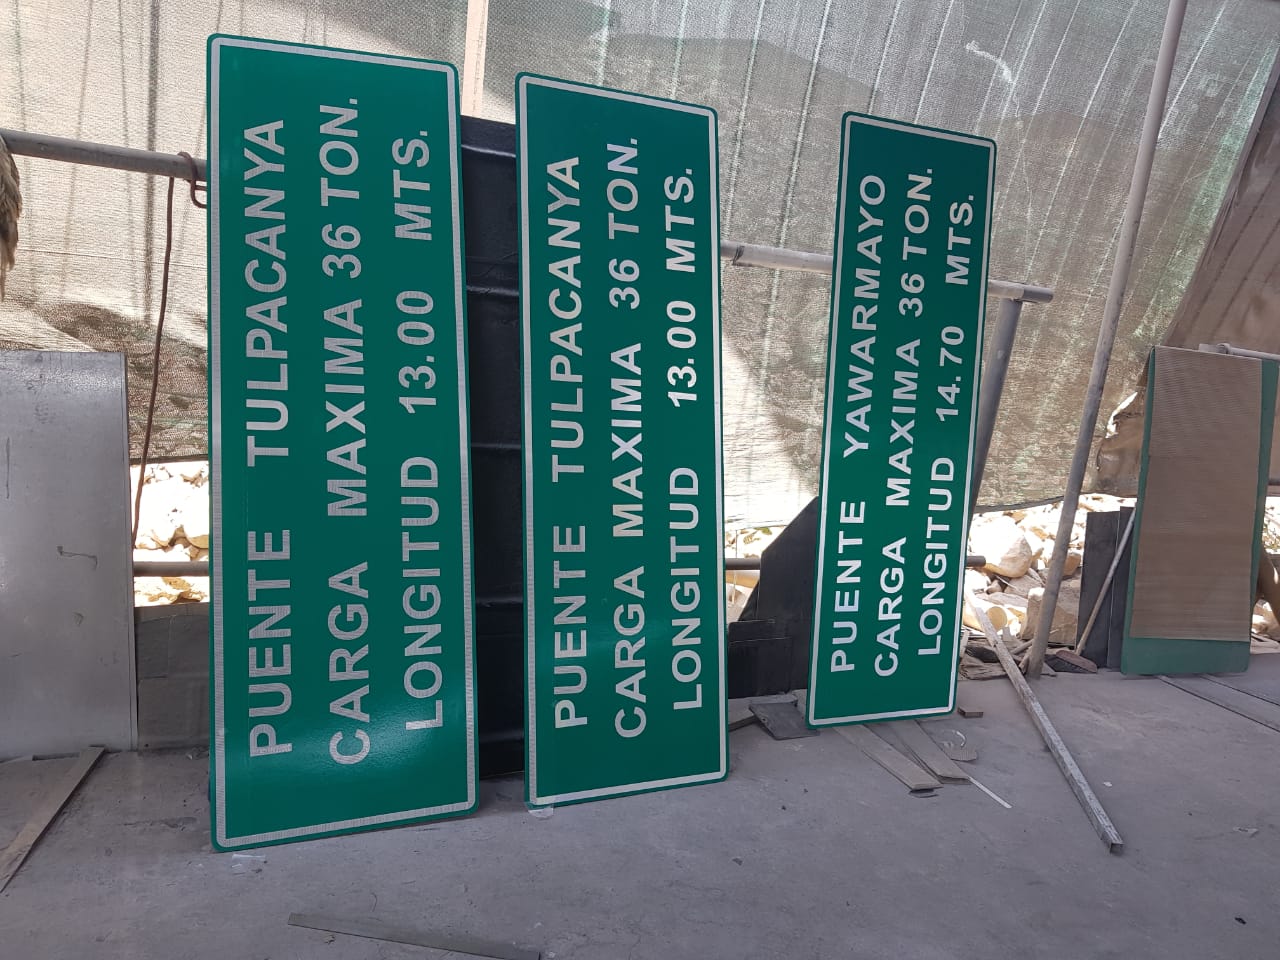 PUENTE TULPACANYA
CARGA MAXIMA 36 TON.
LONGITUD 13.00 MTS.
PUENTE TULPACANYA
CARGA MAXIMA 36 TON.
LONGITUD 13.00 MTS.
PUENTE YAWARMAYO
CARGA MAXIMA 36 TON.
LONGITUD 14.70 MTS.